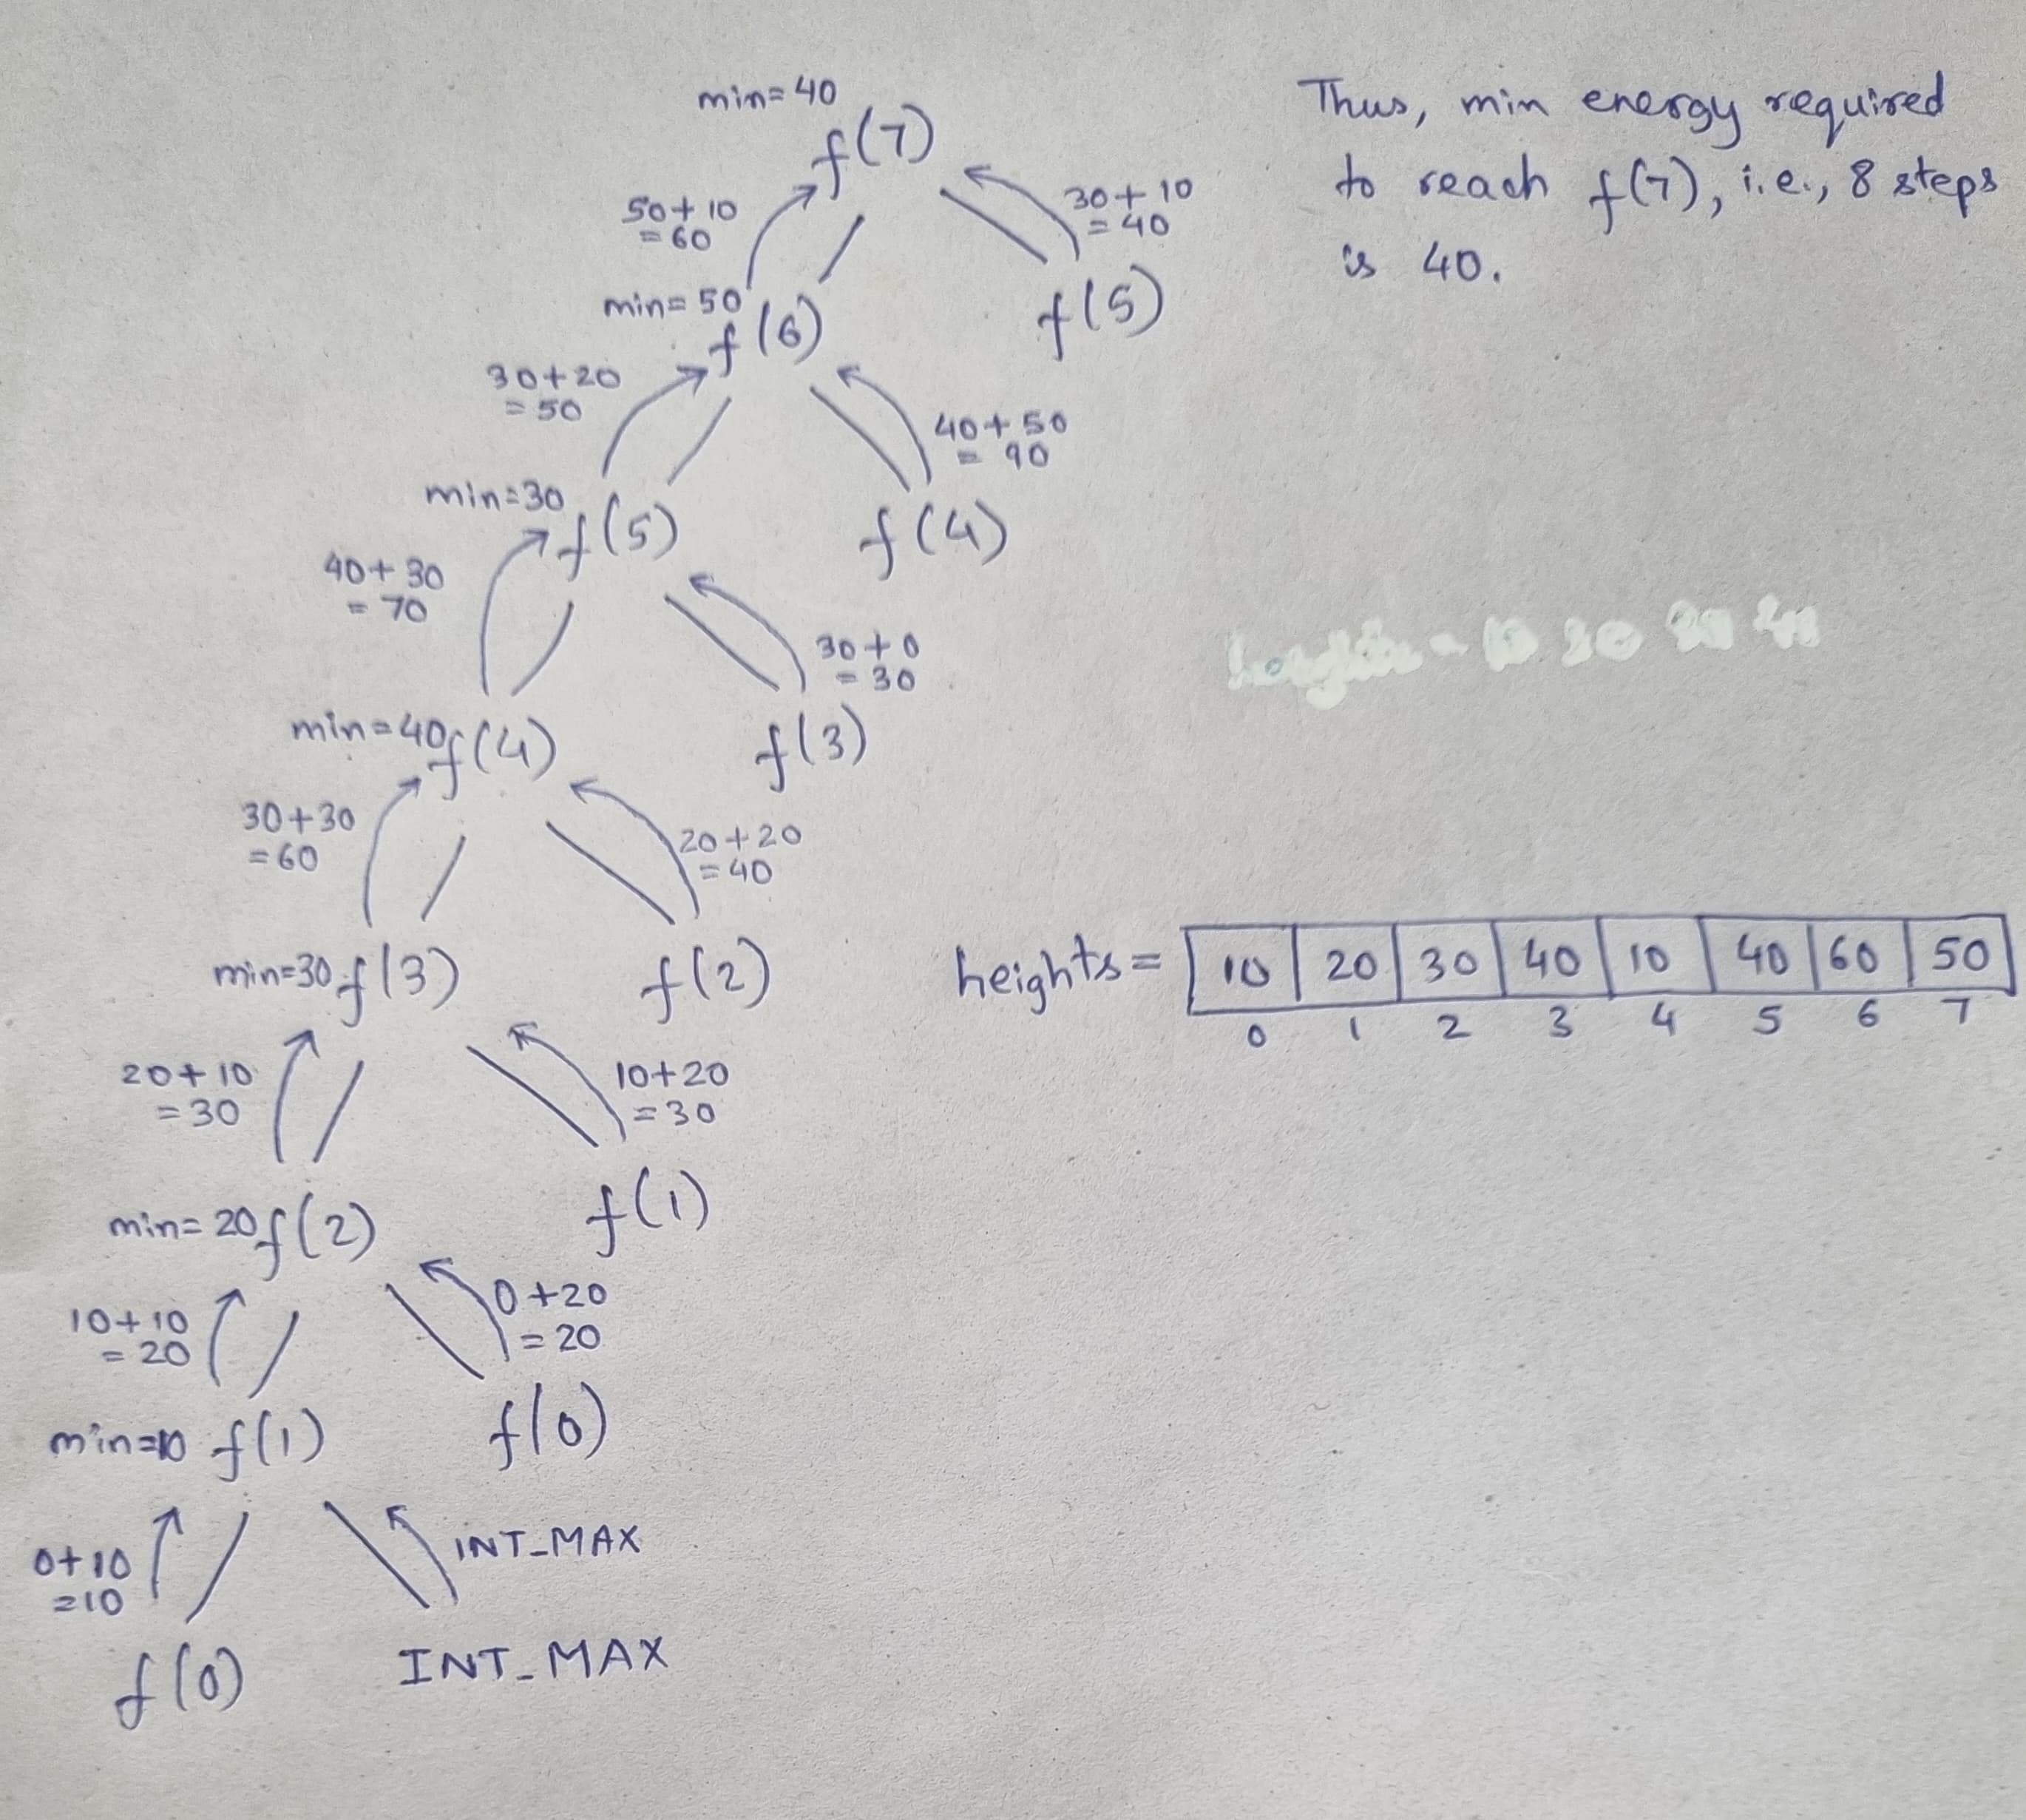 min=40
f(7)
50+10
=60
30+10
=40
Thus, min energy required
to reach f(7), i.e., 8 steps
is 40.
min=50
f(6)
f(5)
30+20
=50
40+50
=90
min=30
f(5)
f(4)
40+30
=70
30+0
=30
min=40
f(4)
f(3)
30+30
=60
20+20
=40
min=30 f(3)
f(2)
heights= 10 20 30 40 10 40 60 50
0 1 2 3 4 5 6 7
20+10
=30
10+20
=30
min=20 f(2)
f(1)
10+10
=20
0+20
=20
min=10 f(1)
f(0)
0+10
=10
INT_MAX
f(0)
INT_MAX